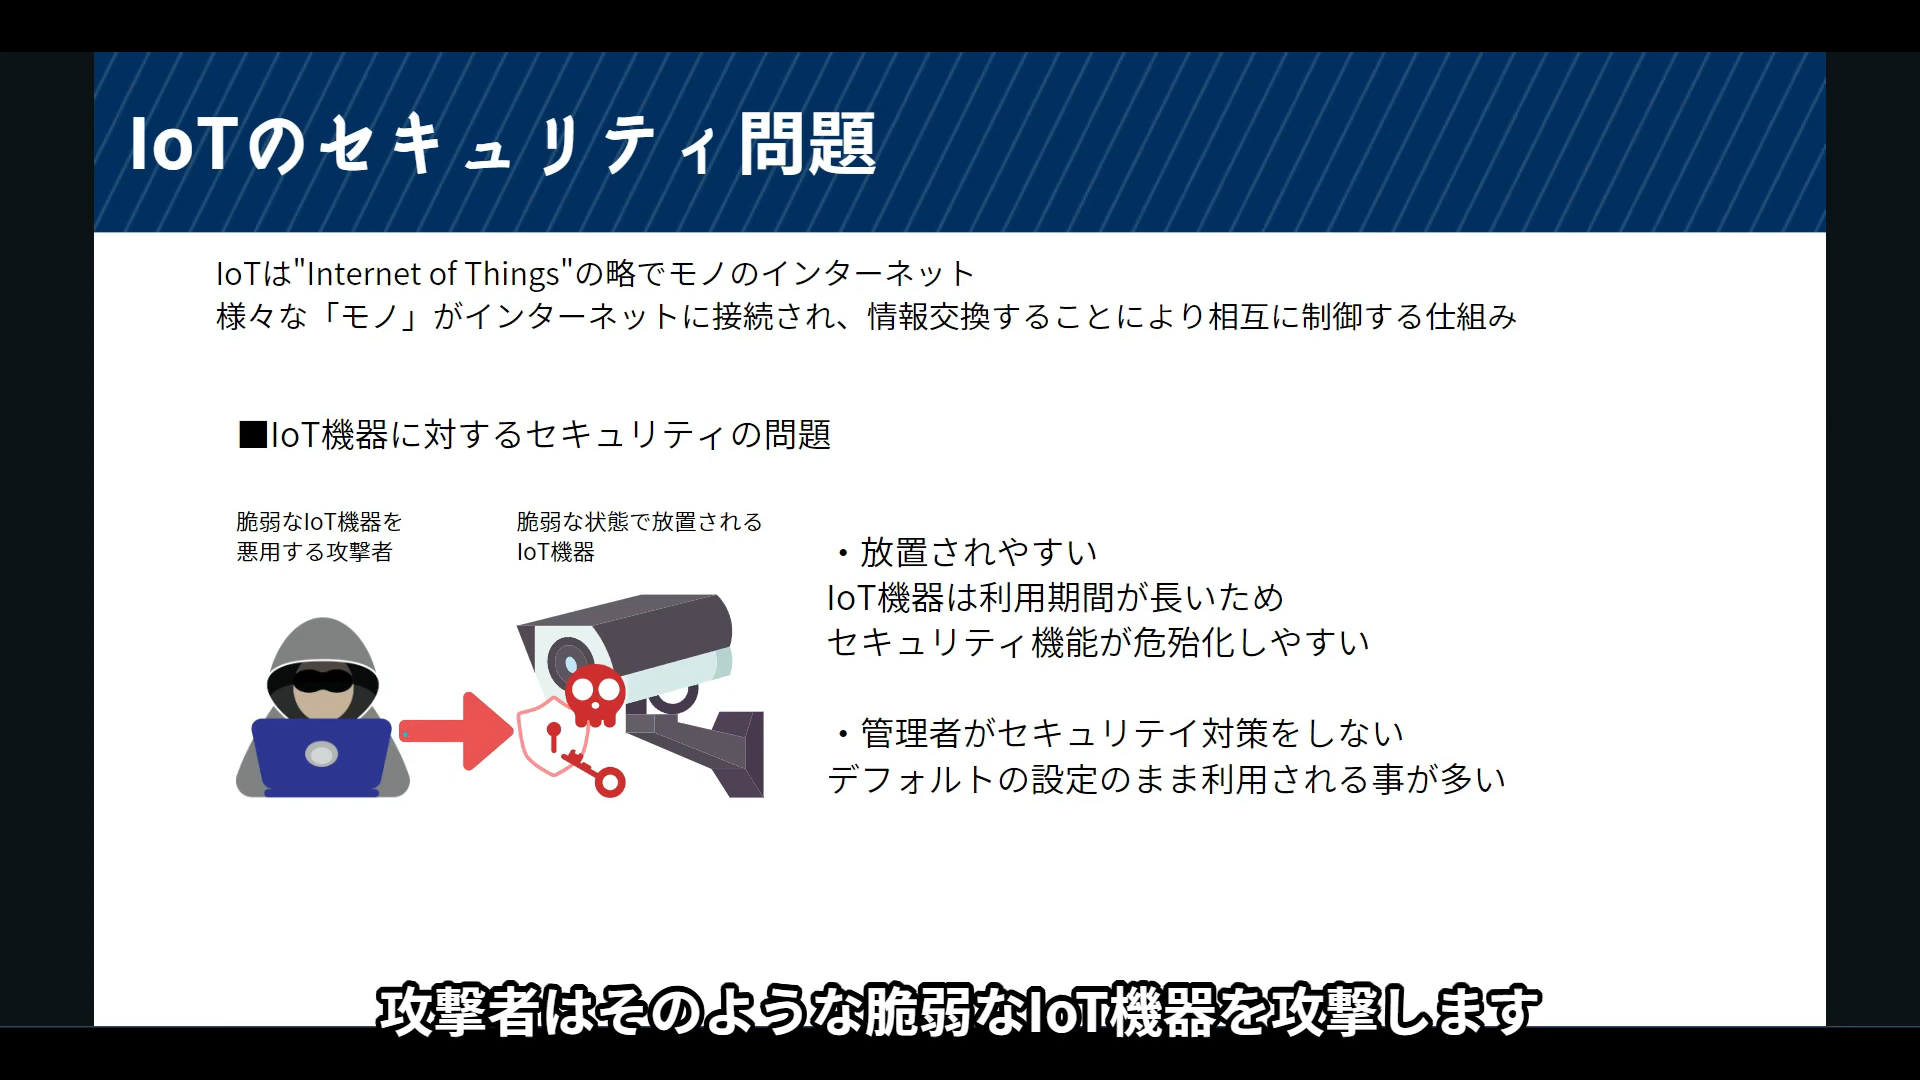 IoTのセキュリティ問題
IoTは"Internet of Things"の略でモノのインターネット
様々な「モノ」がインターネットに接続され、情報交換することにより相互に制御する仕組み
■IoT機器に対するセキュリティの問題
脆弱なIoT機器を
悪用する攻撃者
脆弱な状態で放置される
IoT機器
・放置されやすい
IoT機器は利用期間が長いため
セキュリティ機能が危殆化しやすい
・管理者がセキュリテイ対策をしない
デフォルトの設定のまま利用される事が多い
攻撃者はそのような脆弱なIoT機器を攻撃します